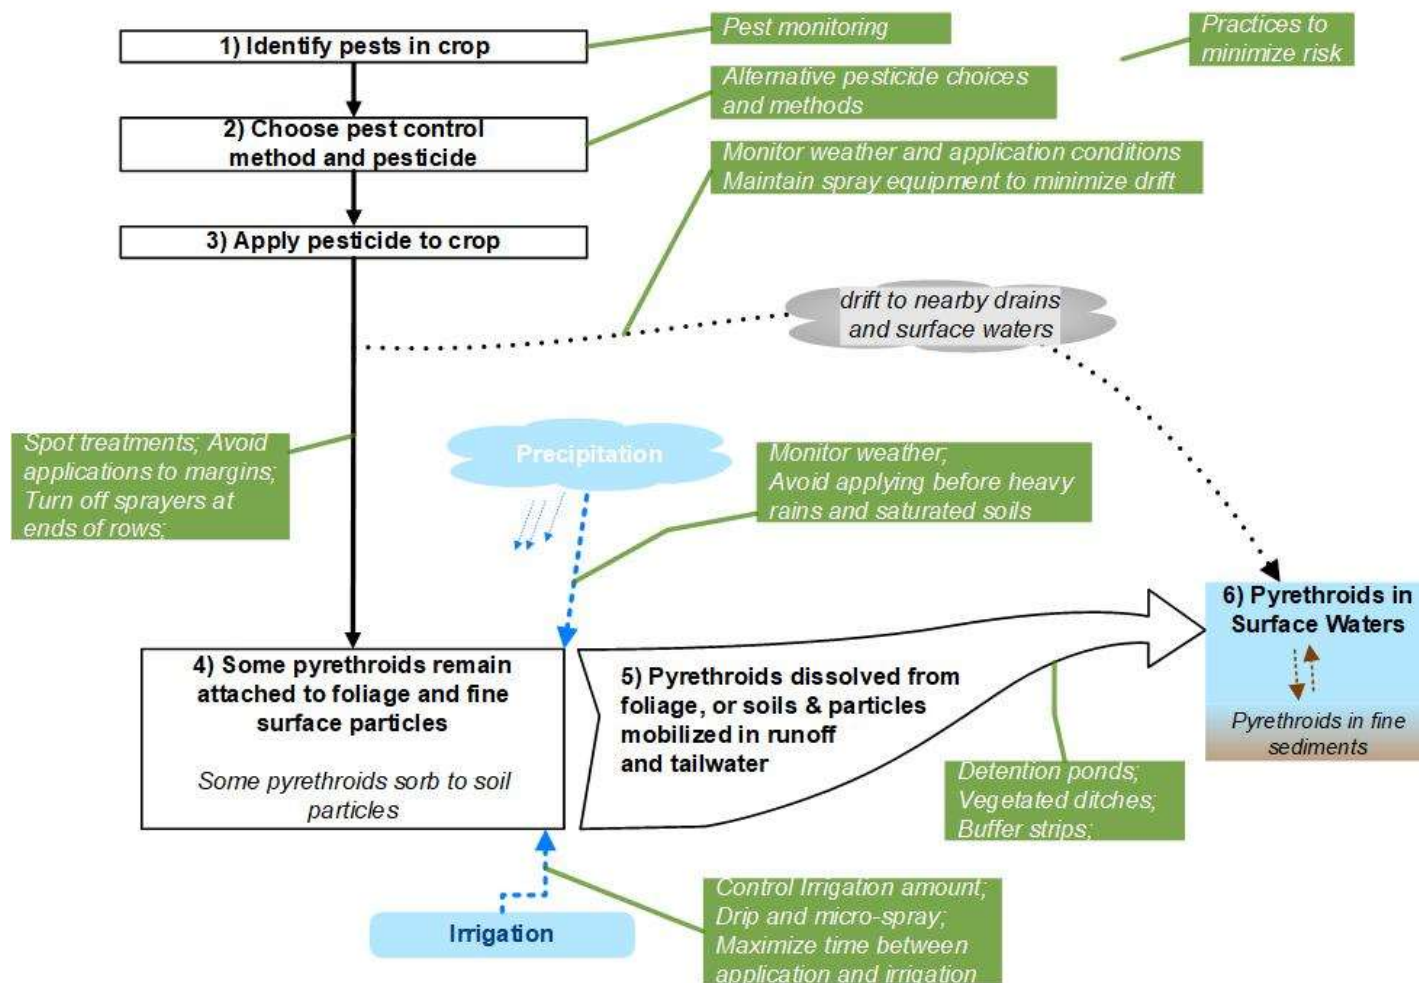 1) Identify pests in crop
Pest monitoring
Practices to
minimize risk
Alternative pesticide choices
and methods
2) Choose pest control
method and pesticide
Monitor weather and application conditions
Maintain spray equipment to minimize drift
3) Apply pesticide to crop
drift to nearby drains
and surface waters
Spot treatments; Avoid
applications to margins;
Turn off sprayers at
ends of rows;
Precipitation
Monitor weather;
Avoid applying before heavy
rains and saturated soils
4) Some pyrethroids remain
attached to foliage and fine
surface particles
Some pyrethroids sorb to soil
particles
5) Pyrethroids dissolved from
foliage, or soils & particles
mobilized in runoff
and tailwater
6) Pyrethroids in
Surface Waters
Pyrethroids in fine
sediments
Detention ponds;
Vegetated ditches;
Buffer strips;
Irrigation
Control Irrigation amount;
Drip and micro-spray;
Maximize time between
application and irrigation